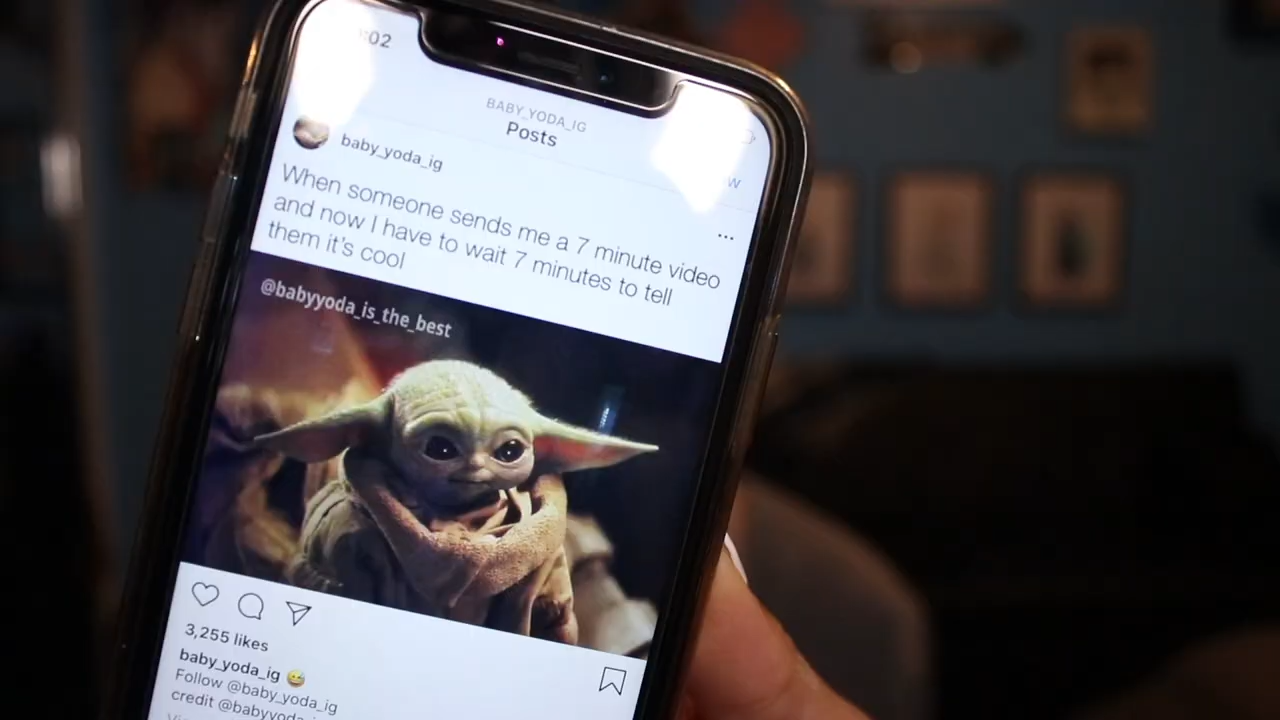 02
BABY_YODA_IG
Posts
baby_yoda_ig
When someone sends me a 7 minute video
and now I have to wait 7 minutes to tell
them it's cool
@babyyoda_is_the_best
3,255 likes
baby_yoda_ig 😅
Follow @baby_yoda_ig
credit